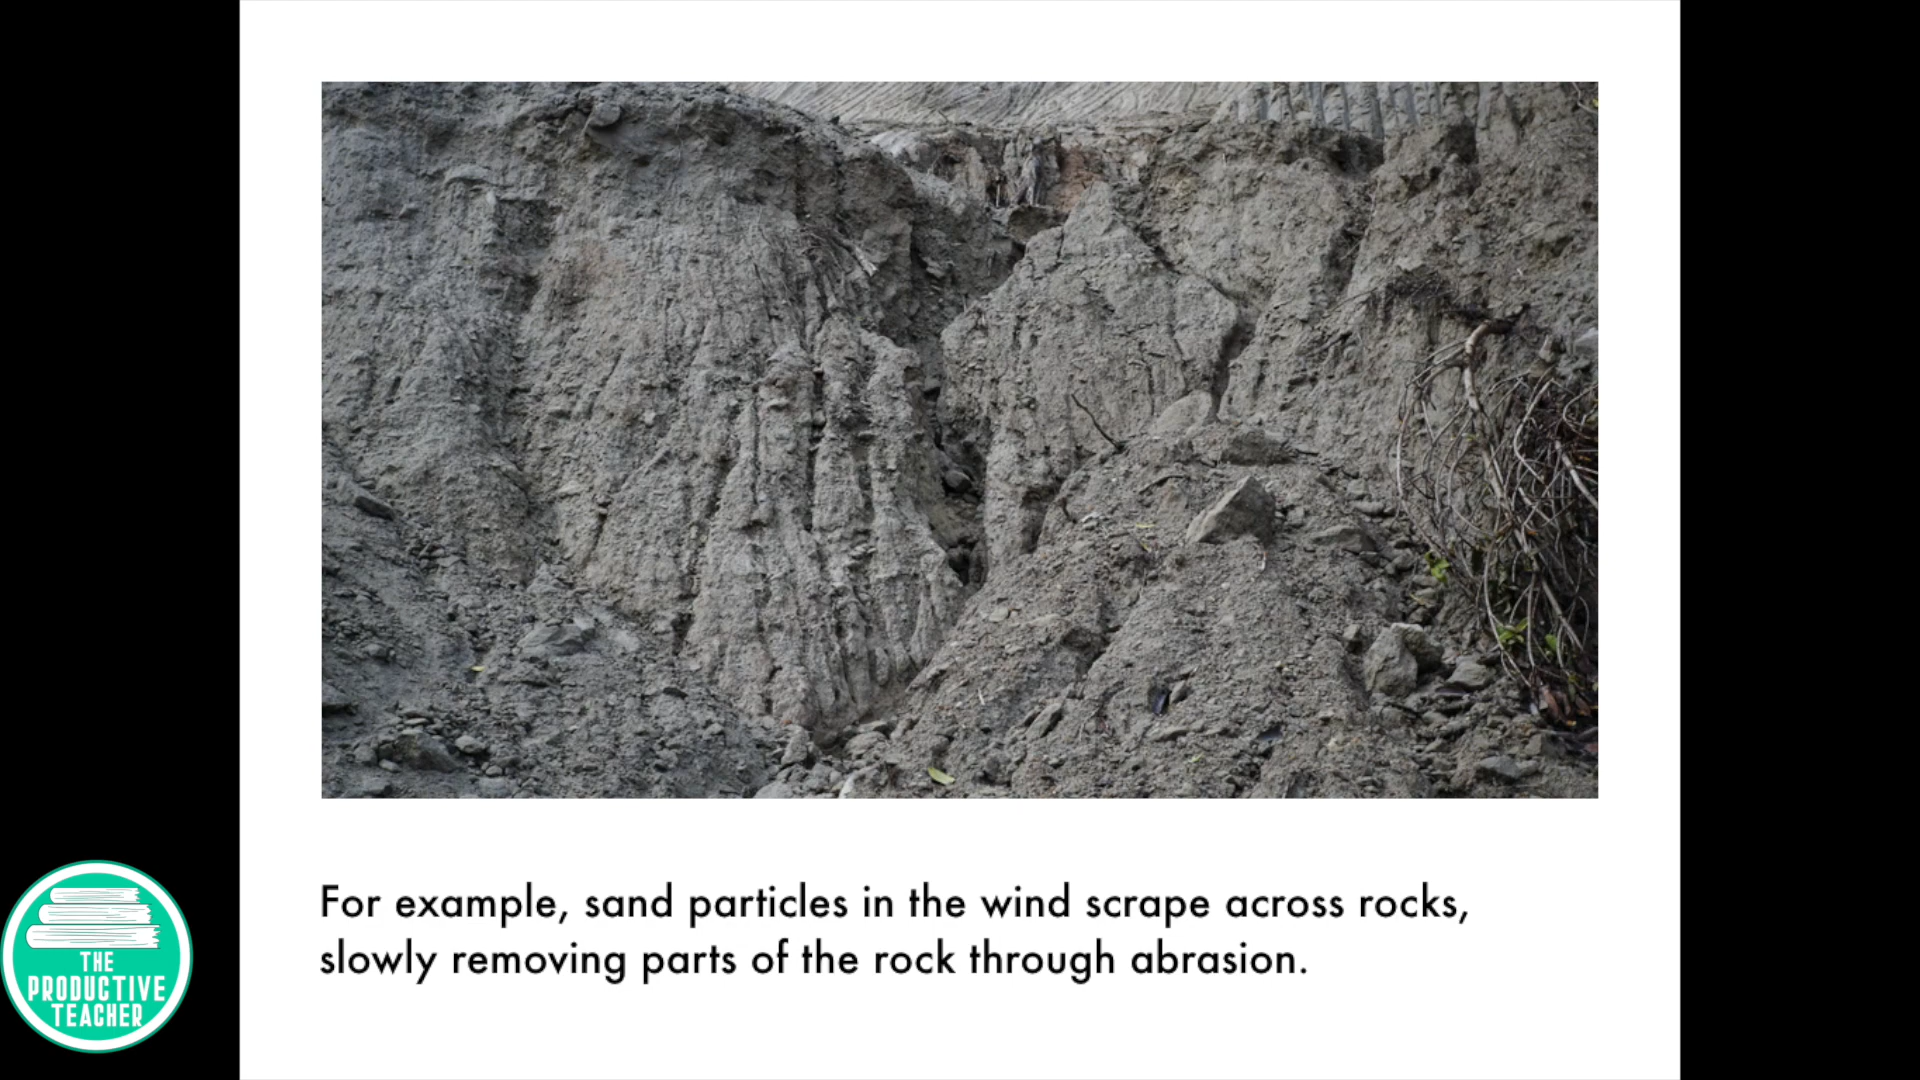 For example, sand particles in the wind scrape across rocks,
slowly removing parts of the rock through abrasion.
THE
PRODUCTIVE
TEACHER